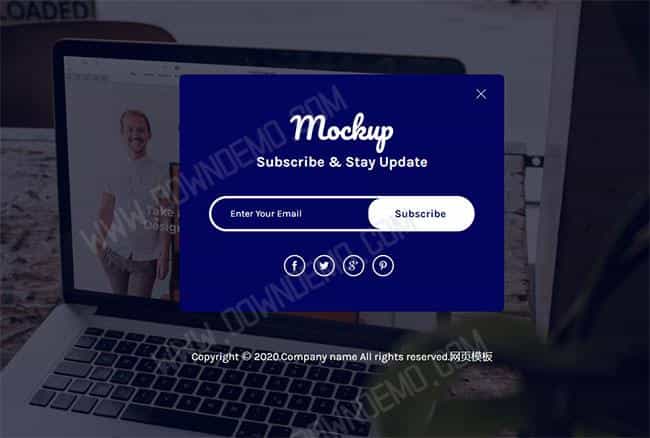 LOADED
Take
Design
Mockup
Subscribe & Stay Update
Enter Your Email
Subscribe
Copyright © 2020.Company name All rights reserved.网页模板
WWW.DOWNDEMO.COM
WWW.DOWNDEMO.COM